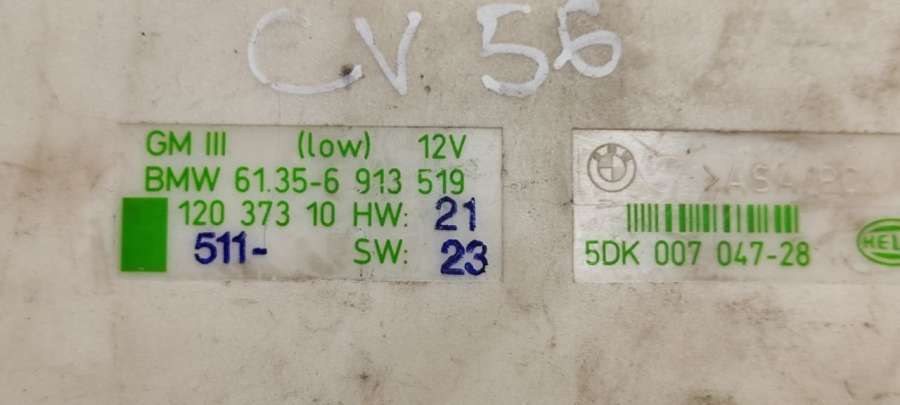 CV 56
GM III (low) 12V
BMW 61.35-6 913 519
120 373 10 HW: 21
511- SW: 23
5DK 007 047-28